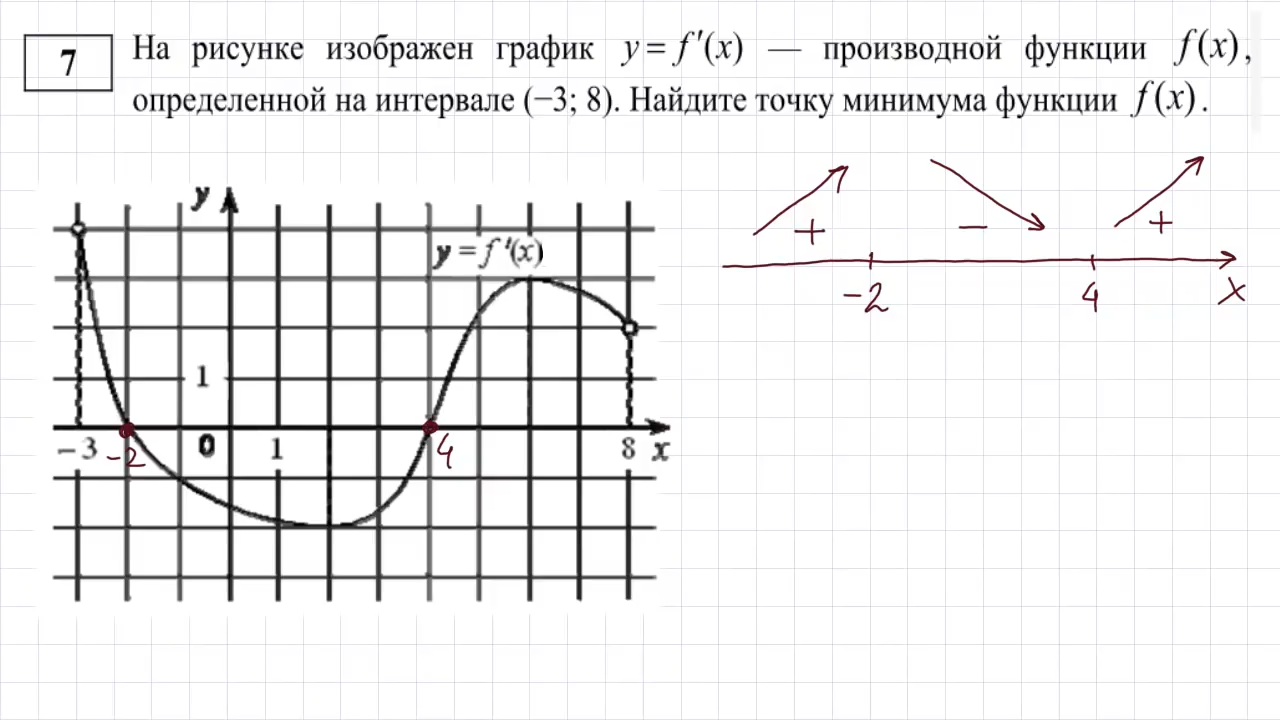 7
На рисунке изображен график y = f′(x) — производной функции f(x),
определенной на интервале (−3; 8). Найдите точку минимума функции f(x).
y
y = f′(x)
1
−3 -2 0 1 4 8 x
+ − +
-2 4 x